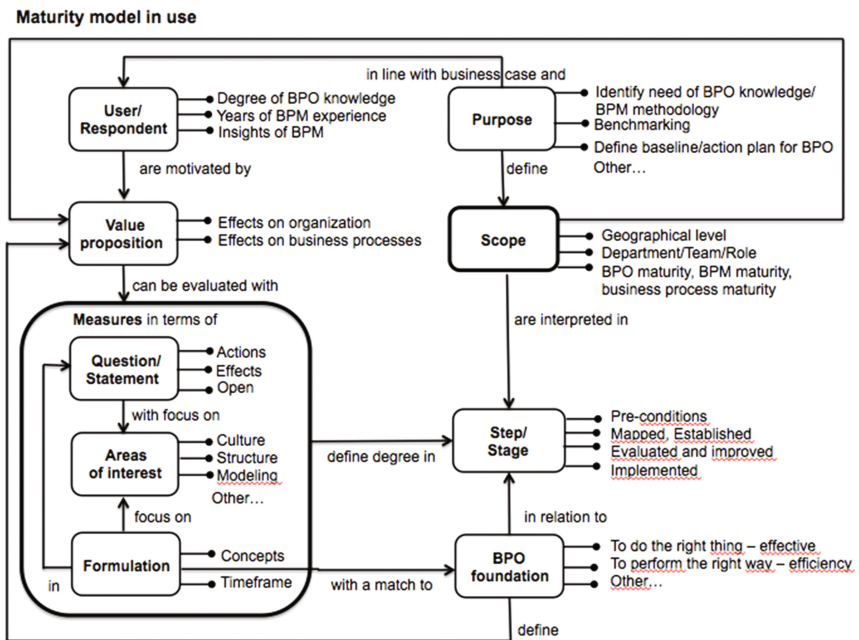 Maturity model in use
in line with business case and
User/
Respondent
Degree of BPO knowledge
Years of BPM experience
Insights of BPM
Purpose
Identify need of BPO knowledge/
BPM methodology
Benchmarking
Define baseline/action plan for BPO
Other…
are motivated by
define
Value
proposition
Effects on organization
Effects on business processes
Scope
Geographical level
Department/Team/Role
BPO maturity, BPM maturity,
business process maturity
can be evaluated with
are interpreted in
Measures in terms of
Question/
Statement
Actions
Effects
Open
with focus on
Areas
of interest
Culture
Structure
Modeling
Other…
define degree in
Step/
Stage
Pre-conditions
Mapped, Established
Evaluated and improved
Implemented
focus on
in relation to
Formulation
Concepts
Timeframe
in
with a match to
BPO
foundation
To do the right thing – effective
To perform the right way – efficiency
Other…
define